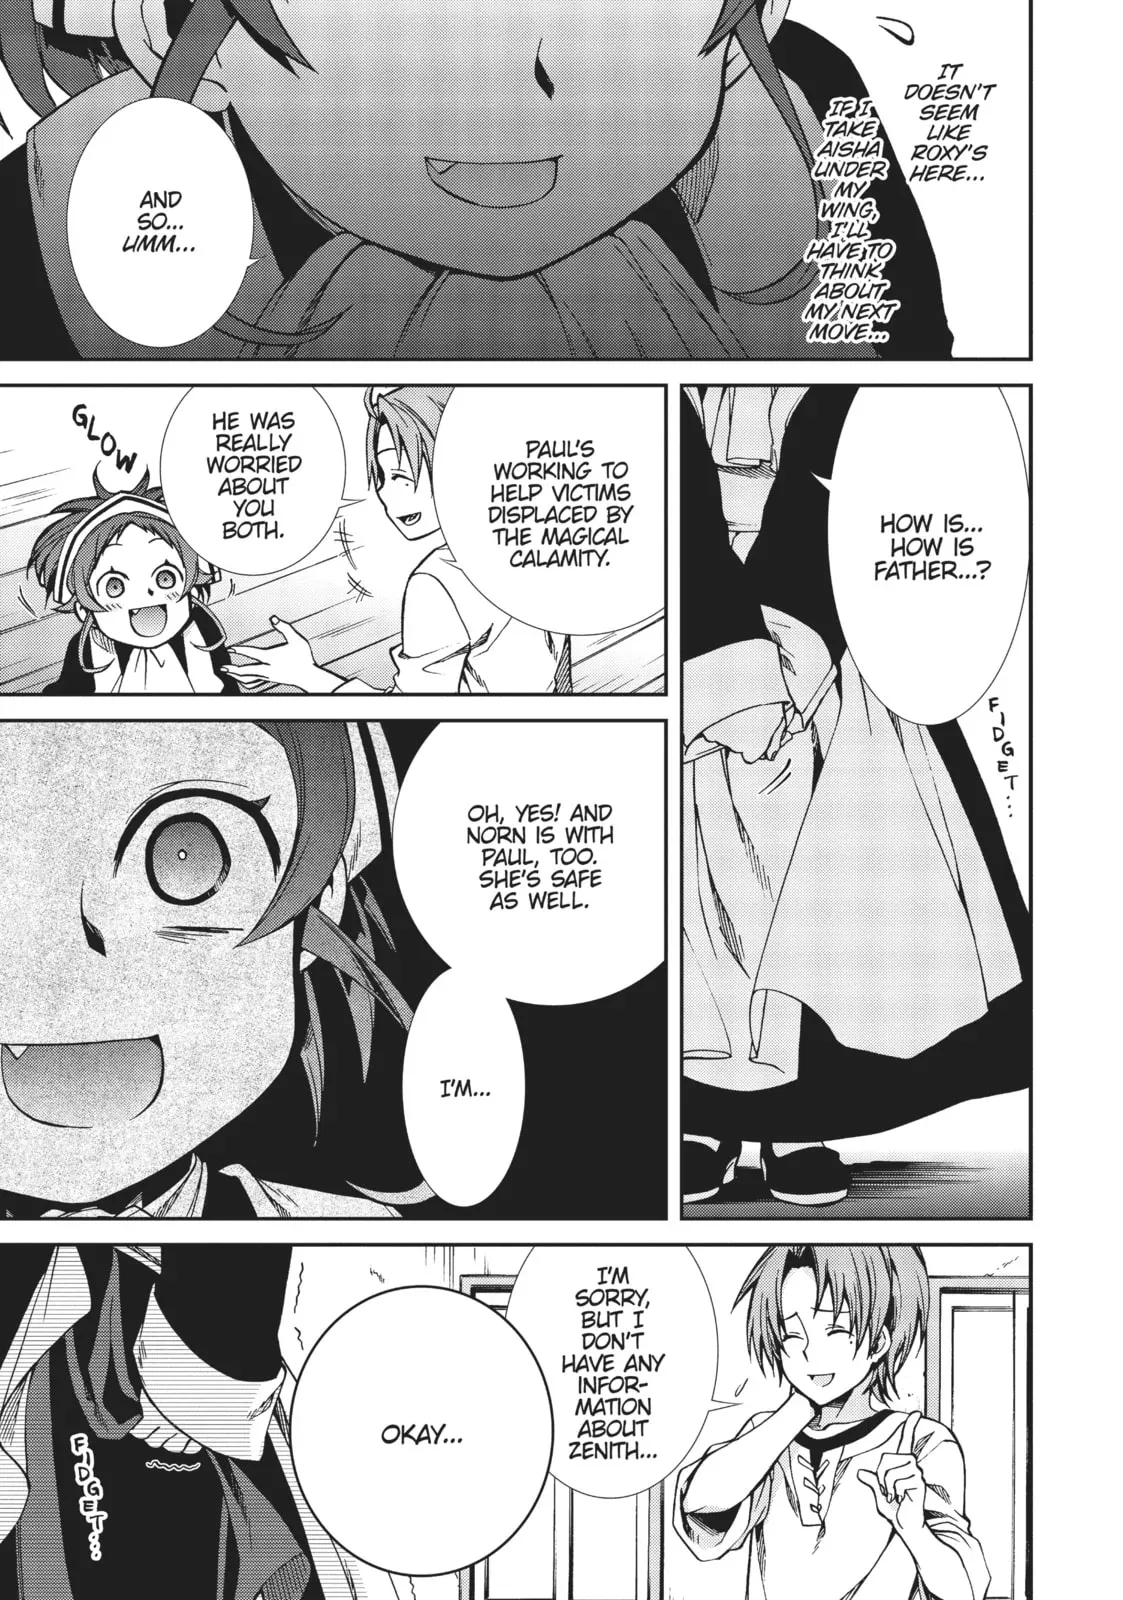 IT
DOESN'T
SEEM
LIKE
ROXY'S
HERE...
IF I
TAKE
AISHA
UNDER
MY
WING,
I'LL
HAVE TO
THINK
ABOUT
MY NEXT
MOVE...
AND
SO...
UMM...
HOW IS...
HOW IS
FATHER...?
FIDGET...
PAUL'S
WORKING TO
HELP VICTIMS
DISPLACED BY
THE MAGICAL
CALAMITY.
HE WAS
REALLY
WORRIED
ABOUT
YOU
BOTH.
GLOW
OH, YES! AND
NORN IS WITH
PAUL, TOO.
SHE'S SAFE
AS WELL.
I'M...
I'M
SORRY,
BUT I
DON'T
HAVE ANY
INFOR-
MATION
ABOUT
ZENITH...
OKAY...
FIDGET...